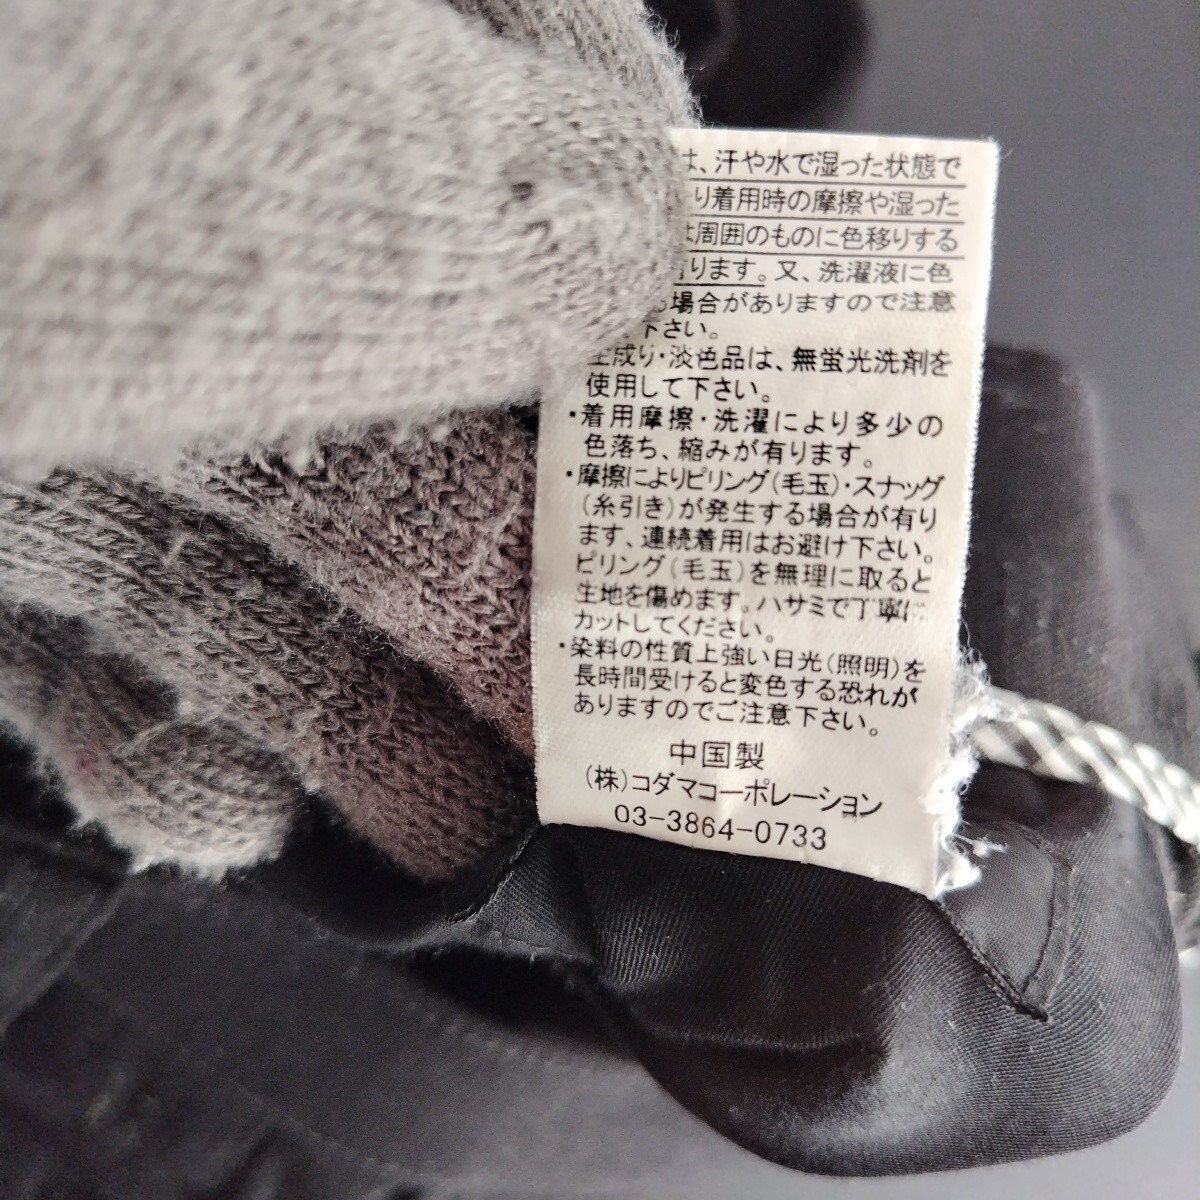 は、汗や水で湿った状態で
り着用時の摩擦や湿った
は周囲のものに色移りする
有ります。又、洗濯液に色
る場合がありますので注意
下さい。
生成り・淡色品は、無蛍光洗剤を
使用して下さい。
・着用摩擦・洗濯により多少の
色落ち、縮みが有ります。
・摩擦によりピリング(毛玉)・スナッグ
(糸引き)が発生する場合が有り
ます、連続着用はお避け下さい。
ピリング(毛玉)を無理に取ると
生地を傷めます。ハサミで丁寧に
カットしてください。
・染料の性質上強い日光(照明)を
長時間受けると変色する恐れが
ありますのでご注意下さい。
中国製
(株)コダマコーポレーション
03-3864-0733